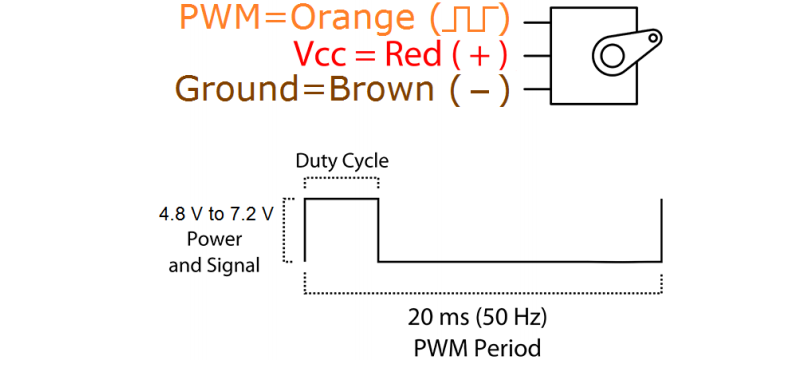 PWM=Orange (⎍⎍)
Vcc = Red ( + )
Ground=Brown ( − )
Duty Cycle
4.8 V to 7.2 V
Power
and Signal
20 ms (50 Hz)
PWM Period